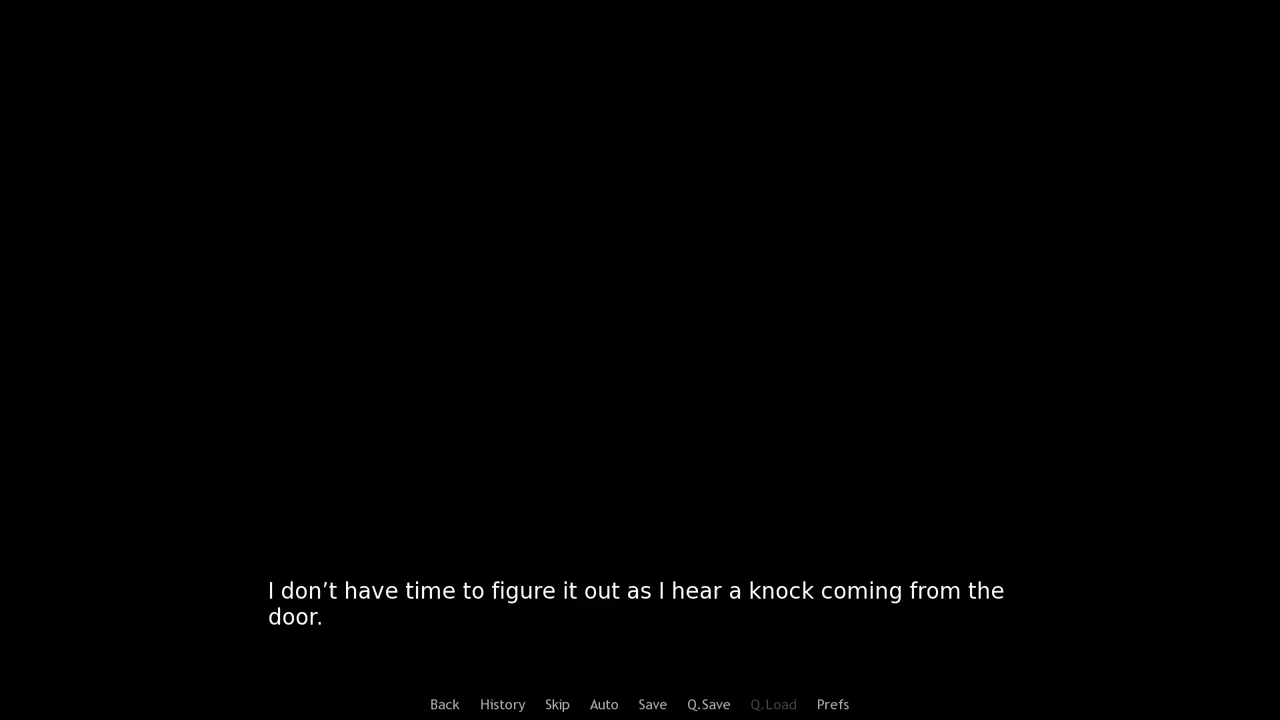 I don’t have time to figure it out as I hear a knock coming from the
door.
Back History Skip Auto Save Q.Save Q.Load Prefs